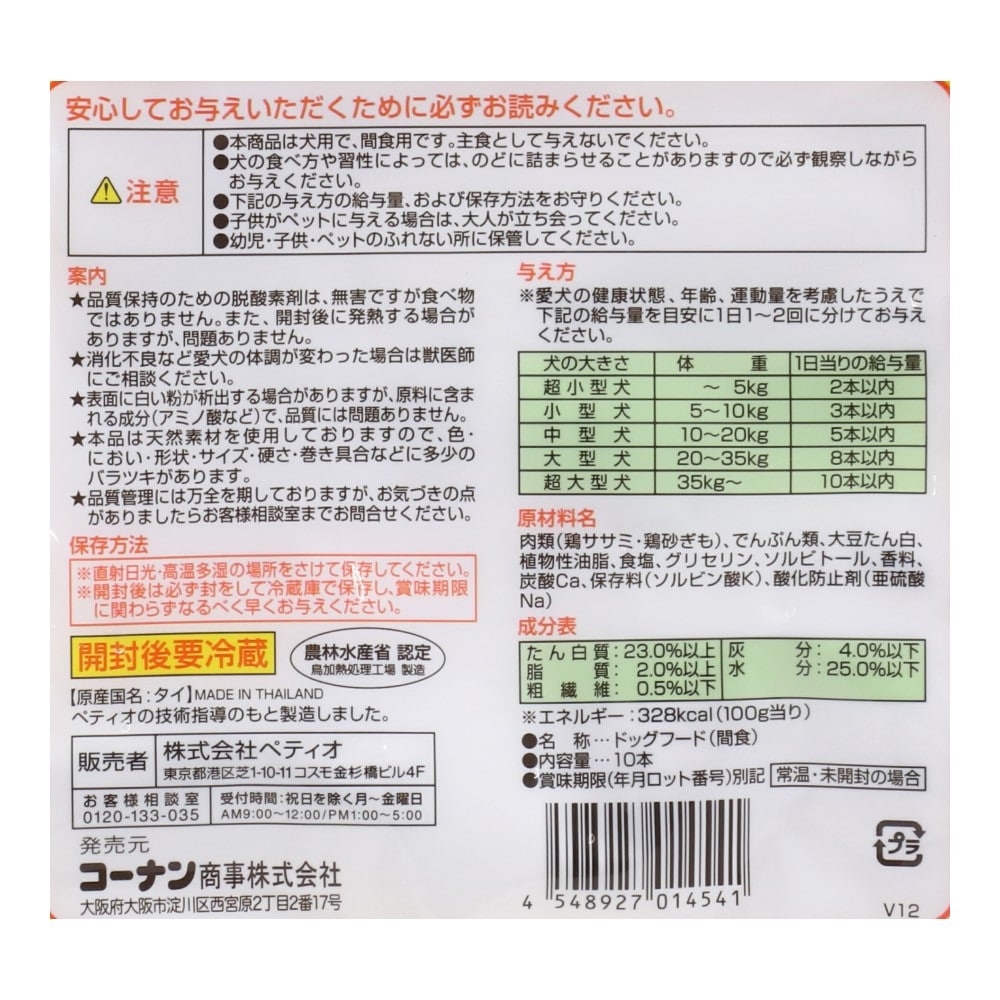 安心してお与えいただくために必ずお読みください。
注意
●本商品は犬用で、間食用です。主食として与えないでください。
●犬の食べ方や習性によっては、のどに詰まらせることがありますので必ず観察しながら
お与えください。
●下記の与え方の給与量、および保存方法をお守りください。
●子供がペットに与える場合は、大人が立ち会ってください。
●幼児・子供・ペットのふれない所に保管してください。
案内
★品質保持のための脱酸素剤は、無害ですが食べ物
ではありません。また、開封後に発熱する場合が
ありますが、問題ありません。
★消化不良など愛犬の体調が変わった場合は獣医師
にご相談ください。
★表面に白い粉が析出する場合がありますが、原料に含ま
れる成分(アミノ酸など)で、品質には問題ありません。
★本品は天然素材を使用しておりますので、色・
におい・形状・サイズ・硬さ・巻き具合などに多少の
バラツキがあります。
★品質管理には万全を期しておりますが、お気づきの点
がありましたらお客様相談室までお問合せください。
保存方法
※直射日光・高温多湿の場所をさけて保存してください。
※開封後は必ず封をして冷蔵庫で保存し、賞味期限
に関わらずなるべく早くお与えください。
開封後要冷蔵
農林水産省 認定
鳥加熱処理工場 製造
【原産国名:タイ】MADE IN THAILAND
ペティオの技術指導のもと製造しました。
販売者 株式会社ペティオ
東京都港区芝1-10-11 コスモ金杉橋ビル4F
お客様相談室 受付時間:祝日を除く月〜金曜日
0120-133-035 AM9:00〜12:00/PM1:00〜5:00
発売元
コーナン商事株式会社
大阪府大阪市淀川区西宮原2丁目2番17号
与え方
※愛犬の健康状態、年齢、運動量を考慮したうえで
下記の給与量を目安に1日1〜2回に分けてお与え
ください。
犬の大きさ 体重 1日当りの給与量
超小型犬 〜5kg 2本以内
小型犬 5〜10kg 3本以内
中型犬 10〜20kg 5本以内
大型犬 20〜35kg 8本以内
超大型犬 35kg〜 10本以内
原材料名
肉類(鶏ササミ・鶏砂ぎも)、でんぷん類、大豆たん白、
植物性油脂、食塩、グリセリン、ソルビトール、香料、
炭酸Ca、保存料(ソルビン酸K)、酸化防止剤(亜硫酸
Na)
成分表
たん白質:23.0%以上 灰分:4.0%以下
脂質:2.0%以上 水分:25.0%以下
粗繊維:0.5%以下
※エネルギー:328kcal(100g当り)
●名 称…ドッグフード(間食)
●内容量…10本
●賞味期限(年月ロット番号)別記 常温・未開封の場合
4 548927 014541
プラ
V12